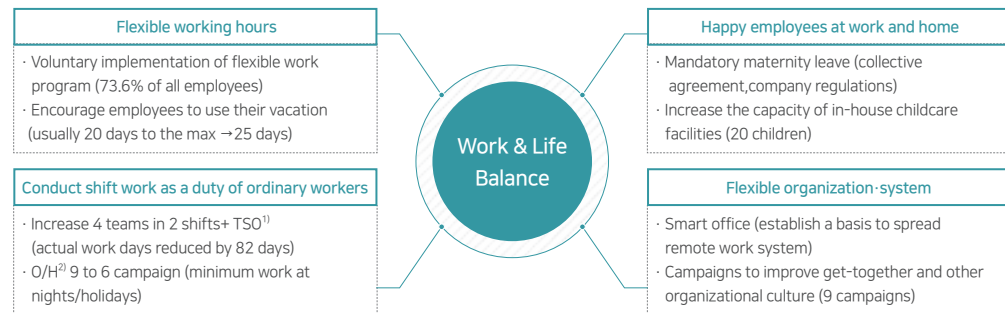 Flexible working hours
· Voluntary implementation of flexible work
program (73.6% of all employees)
· Encourage employees to use their vacation
(usually 20 days to the max →25 days)
Conduct shift work as a duty of ordinary workers
· Increase 4 teams in 2 shifts+ TSO1)
(actual work days reduced by 82 days)
· O/H2) 9 to 6 campaign (minimum work at
nights/holidays)
Work & Life
Balance
Happy employees at work and home
· Mandatory maternity leave (collective
agreement,company regulations)
· Increase the capacity of in-house childcare
facilities (20 children)
Flexible organization·system
· Smart office (establish a basis to spread
remote work system)
· Campaigns to improve get-together and other
organizational culture (9 campaigns)